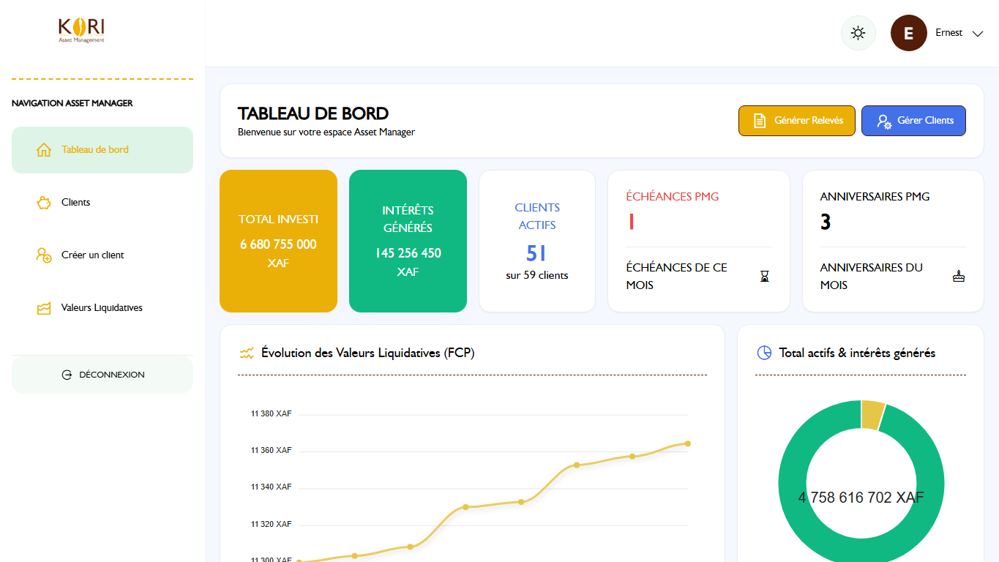 KORI
Asset Management
Ernest
NAVIGATION ASSET MANAGER
Tableau de bord
Clients
Créer un client
Valeurs Liquidatives
DÉCONNEXION
TABLEAU DE BORD
Bienvenue sur votre espace Asset Manager
Générer Relevés
Gérer Clients
TOTAL INVESTI
6 680 755 000
XAF
INTÉRÊTS
GÉNÉRÉS
145 256 450
XAF
CLIENTS
ACTIFS
51
sur 59 clients
ÉCHÉANCES PMG
1
ÉCHÉANCES DE CE
MOIS
ANNIVERSAIRES PMG
3
ANNIVERSAIRES DU
MOIS
Évolution des Valeurs Liquidatives (FCP)
11 380 XAF
11 360 XAF
11 340 XAF
11 320 XAF
11 300 XAF
Total actifs & intérêts générés
4 758 616 702 XAF